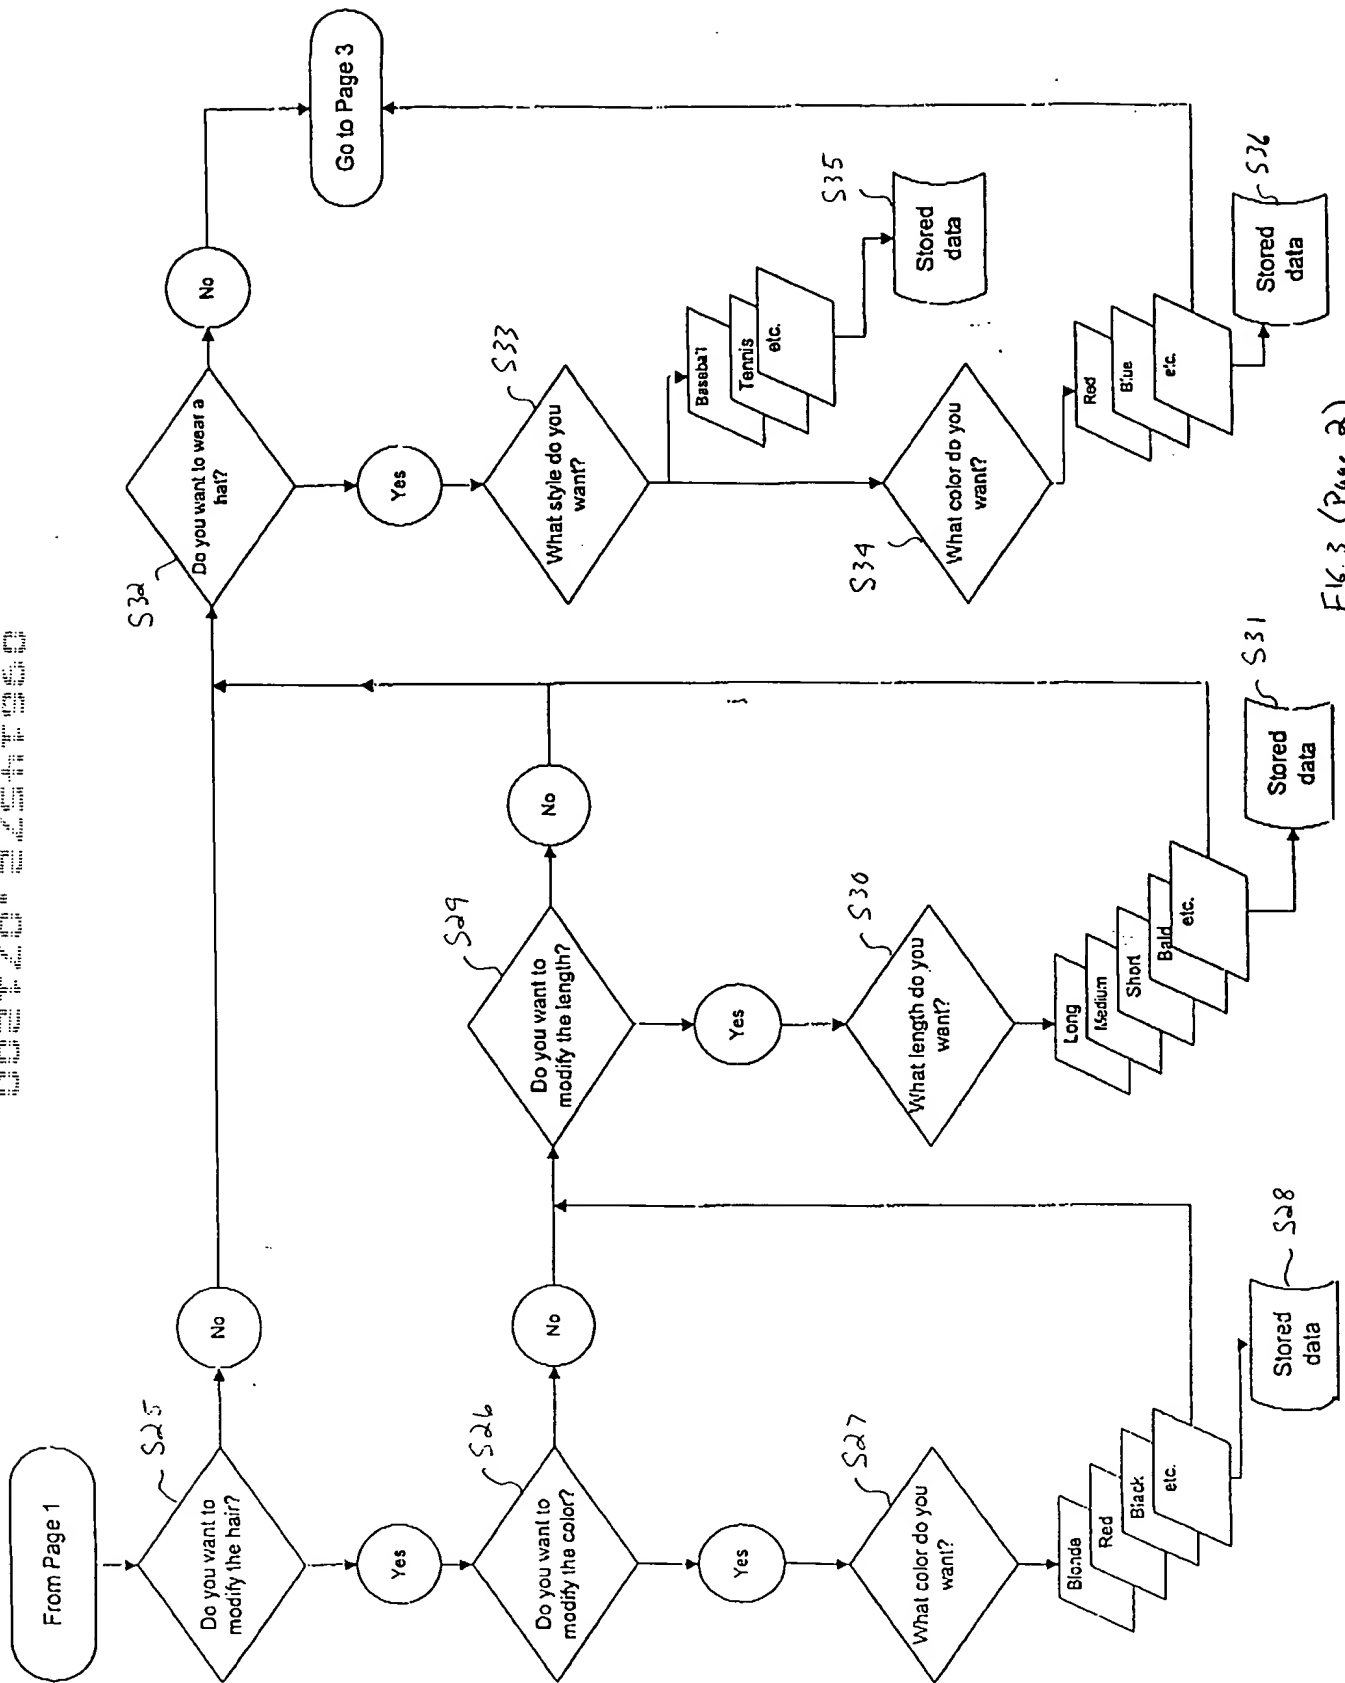 From Page 1
S25
Do you want to
modify the hair?
No
Yes
S26
Do you want to
modify the color?
No
Yes
S27
What color do you
want?
Blonde
Red
Black
etc.
S28
Stored
data
S29
Do you want to
modify the length?
No
Yes
S30
What length do you
want?
Long
Medium
Short
Bald
etc.
S31
Stored
data
S32
Do you want to wear a
hat?
No
Go to Page 3
Yes
S33
What style do you
want?
Baseball
Tennis
etc.
S35
Stored
data
S34
What color do you
want?
Red
Blue
etc.
S36
Stored
data
FIG. 3 (Page 2)